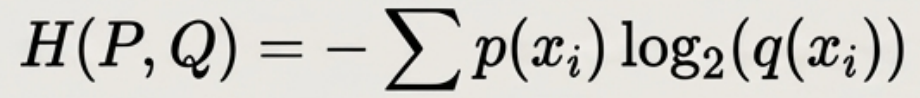 H(P, Q) = − ∑ p(xᵢ) log₂(q(xᵢ))